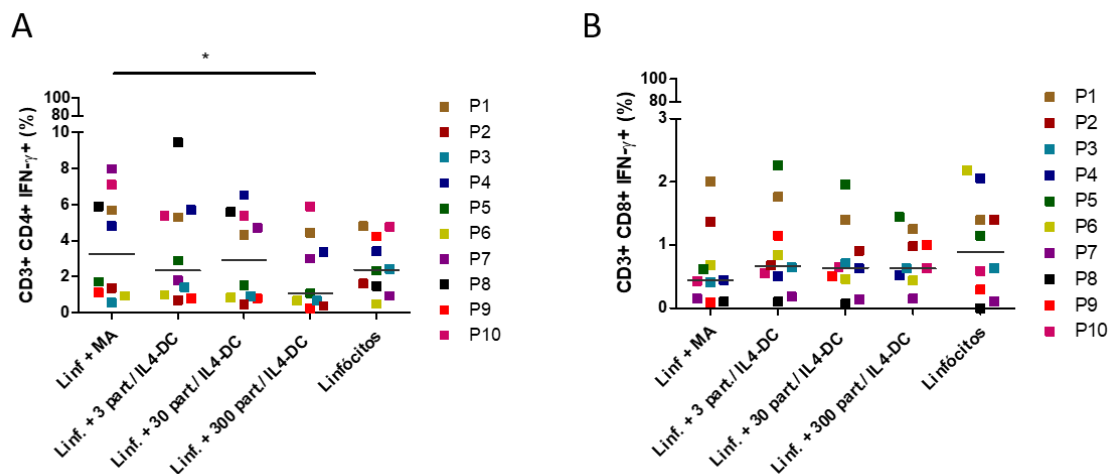 A
*
CD3+ CD4+ IFN-γ+ (%)
100
80
10
8
6
4
2
0
Linf + MA
Linf. + 3 part./ IL4-DC
Linf. + 30 part./ IL4-DC
Linf. + 300 part./ IL4-DC
Linfócitos
P1
P2
P3
P4
P5
P6
P7
P8
P9
P10
B
CD3+ CD8+ IFN-γ+ (%)
100
80
3
2
1
0
Linf + MA
Linf. + 3 part./ IL4-DC
Linf. + 30 part./ IL4-DC
Linf. + 300 part./ IL4-DC
Linfócitos
P1
P2
P3
P4
P5
P6
P7
P8
P9
P10